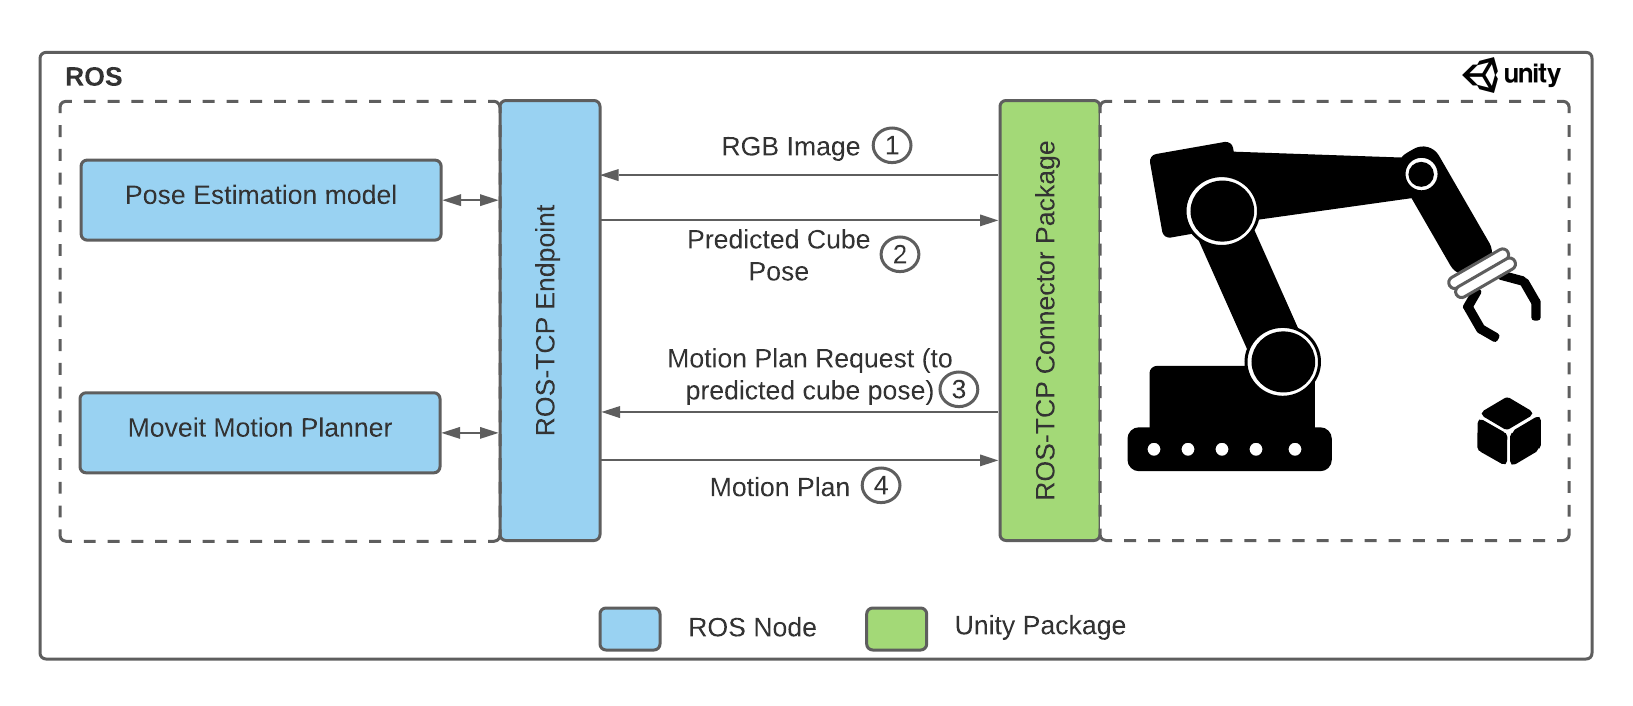 ROS
unity
RGB Image 1
Pose Estimation model
Predicted Cube
Pose 2
ROS-TCP Endpoint
ROS-TCP Connector Package
Motion Plan Request (to
predicted cube pose) 3
Moveit Motion Planner
Motion Plan 4
ROS Node
Unity Package